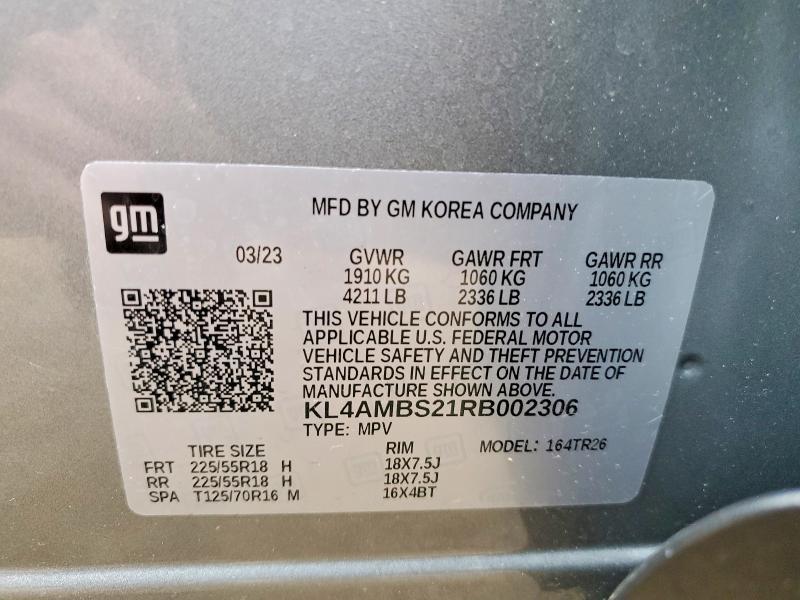 gm
MFD BY GM KOREA COMPANY
03/23 GVWR GAWR FRT GAWR RR
1910 KG 1060 KG 1060 KG
4211 LB 2336 LB 2336 LB
THIS VEHICLE CONFORMS TO ALL
APPLICABLE U.S. FEDERAL MOTOR
VEHICLE SAFETY AND THEFT PREVENTION
STANDARDS IN EFFECT ON THE DATE OF
MANUFACTURE SHOWN ABOVE.
KL4AMBS21RB002306
TYPE: MPV
TIRE SIZE RIM MODEL: 164TR26
FRT 225/55R18 H 18X7.5J
RR 225/55R18 H 18X7.5J
SPA T125/70R16 M 16X4BT